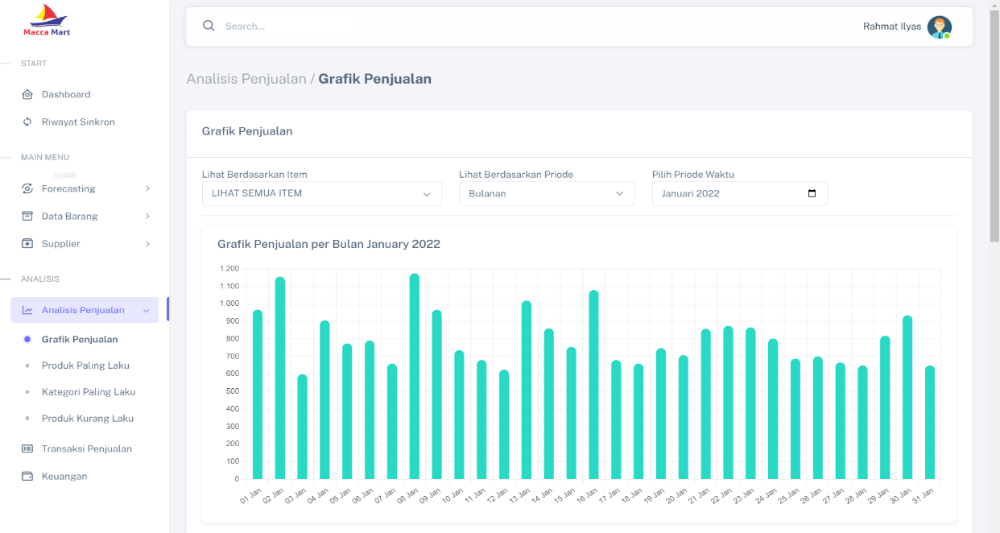 Macca Mart
Search...
Rahmat Ilyas
START
Dashboard
Riwayat Sinkron
MAIN MENU
Forecasting
Data Barang
Supplier
ANALISIS
Analisis Penjualan
Grafik Penjualan
Produk Paling Laku
Kategori Paling Laku
Produk Kurang Laku
Transaksi Penjualan
Keuangan
Analisis Penjualan / Grafik Penjualan
Grafik Penjualan
Lihat Berdasarkan Item
LIHAT SEMUA ITEM
Lihat Berdasarkan Priode
Bulanan
Pilih Priode Waktu
Januari 2022
Grafik Penjualan per Bulan January 2022
1.200
1.100
1.000
900
800
700
600
500
400
300
200
100
0
01 Jan
02 Jan
03 Jan
04 Jan
05 Jan
06 Jan
07 Jan
08 Jan
09 Jan
10 Jan
11 Jan
12 Jan
13 Jan
14 Jan
15 Jan
16 Jan
17 Jan
18 Jan
19 Jan
20 Jan
21 Jan
22 Jan
23 Jan
24 Jan
25 Jan
26 Jan
27 Jan
28 Jan
29 Jan
30 Jan
31 Jan